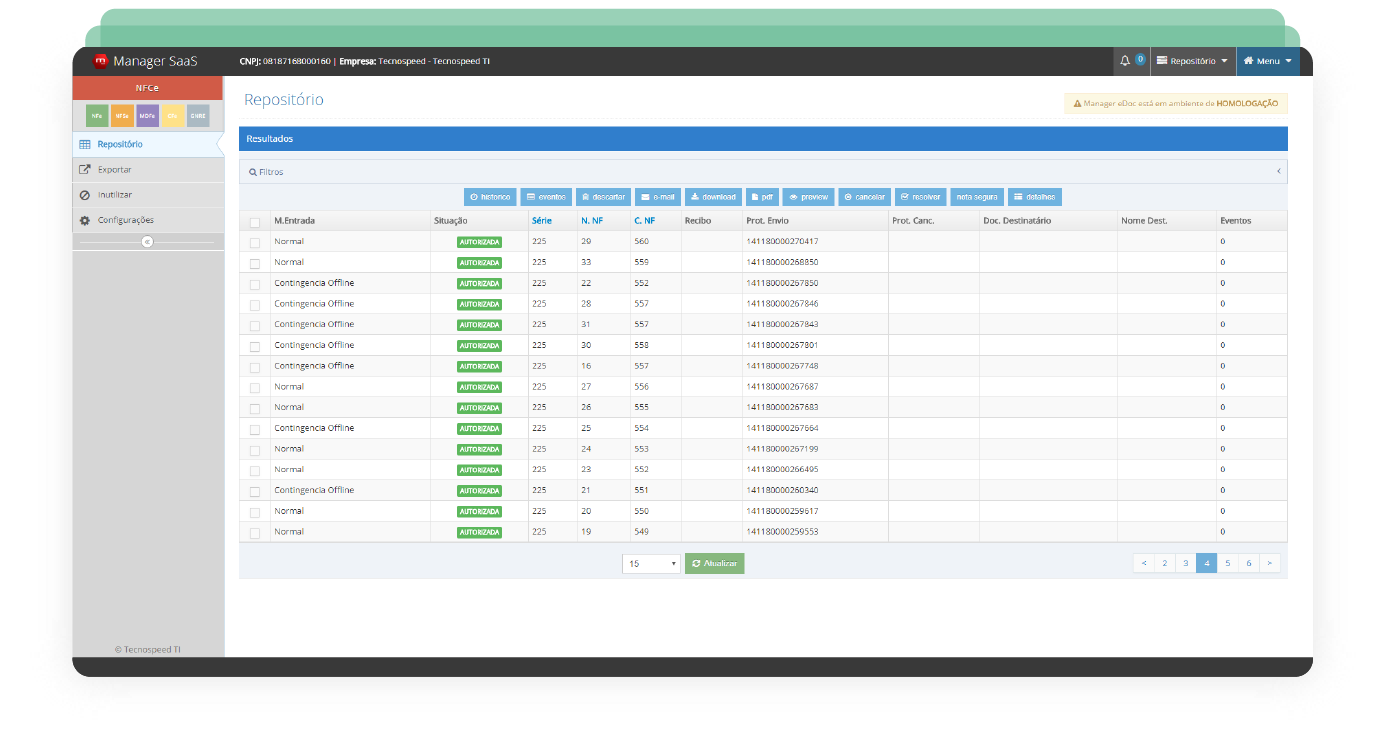 Manager SaaS CNPJ: 08187168000160 | Empresa: Tecnospeed - Tecnospeed TI 0 Repositório Menu
NFCe
NFe NFSe MDFe CTe GNRE
Repositório
Exportar
Inutilizar
Configurações
© Tecnospeed TI
Repositório
Manager eDoc está em ambiente de HOMOLOGAÇÃO
Resultados
Filtros
historico eventos descartar e-mail download pdf preview cancelar resolver nota segura detalhes
M.Entrada Situação Série N. NF C. NF Recibo Prot. Envio Prot. Canc. Doc. Destinatário Nome Dest. Eventos
Normal AUTORIZADA 225 29 560 141180000270417 0
Normal AUTORIZADA 225 33 559 141180000268850 0
Contingencia Offline AUTORIZADA 225 22 552 141180000267850 0
Contingencia Offline AUTORIZADA 225 28 557 141180000267846 0
Contingencia Offline AUTORIZADA 225 31 557 141180000267843 0
Contingencia Offline AUTORIZADA 225 30 558 141180000267801 0
Contingencia Offline AUTORIZADA 225 16 557 141180000267748 0
Normal AUTORIZADA 225 27 556 141180000267687 0
Normal AUTORIZADA 225 26 555 141180000267683 0
Contingencia Offline AUTORIZADA 225 25 554 141180000267664 0
Normal AUTORIZADA 225 24 553 141180000267199 0
Normal AUTORIZADA 225 23 552 141180000266495 0
Contingencia Offline AUTORIZADA 225 21 551 141180000260340 0
Normal AUTORIZADA 225 20 550 141180000259617 0
Normal AUTORIZADA 225 19 549 141180000259553 0
15 Atualizar < 2 3 4 5 6 >